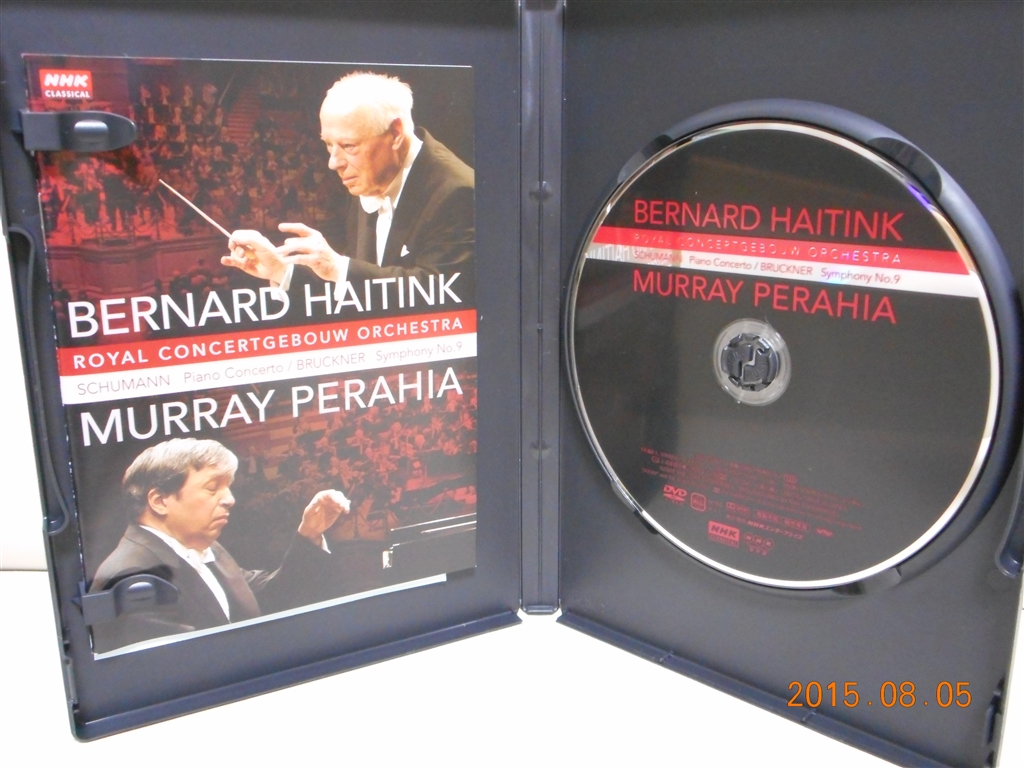 NHK
CLASSICAL
BERNARD HAITINK
ROYAL CONCERTGEBOUW ORCHESTRA
SCHUMANN Piano Concerto / BRUCKNER Symphony No.9
MURRAY PERAHIA
BERNARD HAITINK
ROYAL CONCERTGEBOUW ORCHESTRA
SCHUMANN Piano Concerto / BRUCKNER Symphony No.9
MURRAY PERAHIA
DVD
NHK
2015.08.05